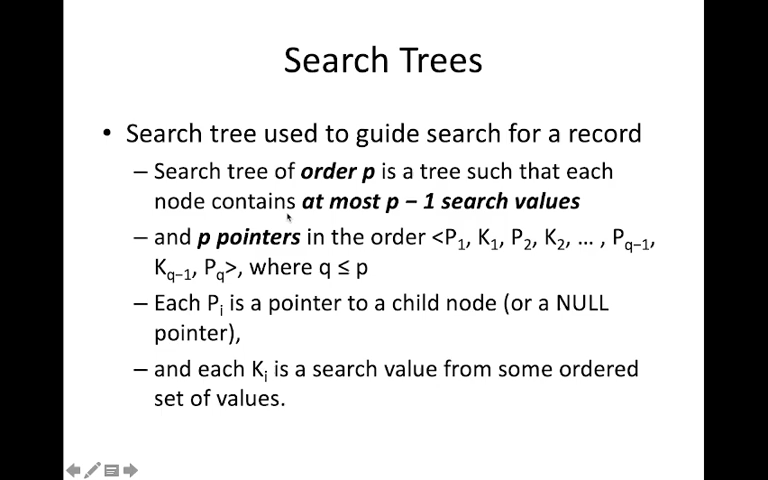 Search Trees
• Search tree used to guide search for a record
– Search tree of order p is a tree such that each
node contains at most p – 1 search values
– and p pointers in the order <P₁, K₁, P₂, K₂, ... , Pq−1,
Kq−1, Pq>, where q ≤ p
– Each Pi is a pointer to a child node (or a NULL
pointer),
– and each Ki is a search value from some ordered
set of values.